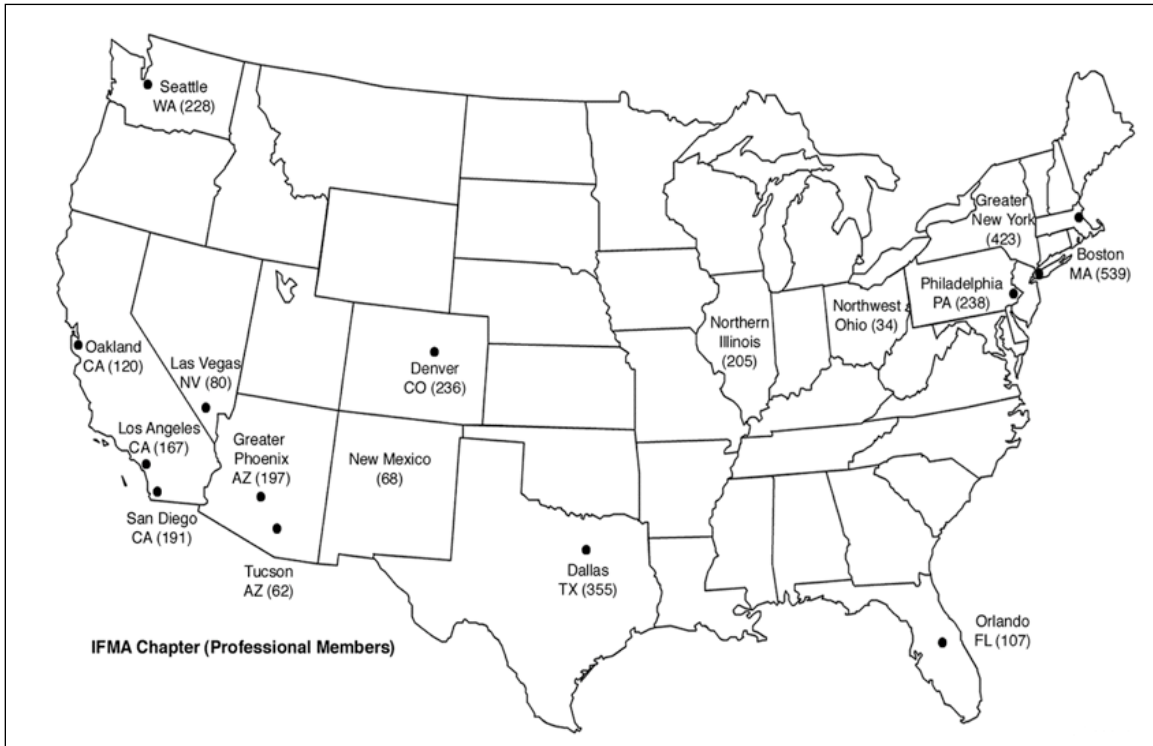 Seattle
WA (228)
Greater
New York
(423)
Boston
MA (539)
Philadelphia
PA (238)
Northwest
Ohio (34)
Northern
Illinois
(205)
Oakland
CA (120)
Las Vegas
NV (80)
Denver
CO (236)
Los Angeles
CA (167)
Greater
Phoenix
AZ (197)
New Mexico
(68)
San Diego
CA (191)
Tucson
AZ (62)
Dallas
TX (355)
Orlando
FL (107)
IFMA Chapter (Professional Members)